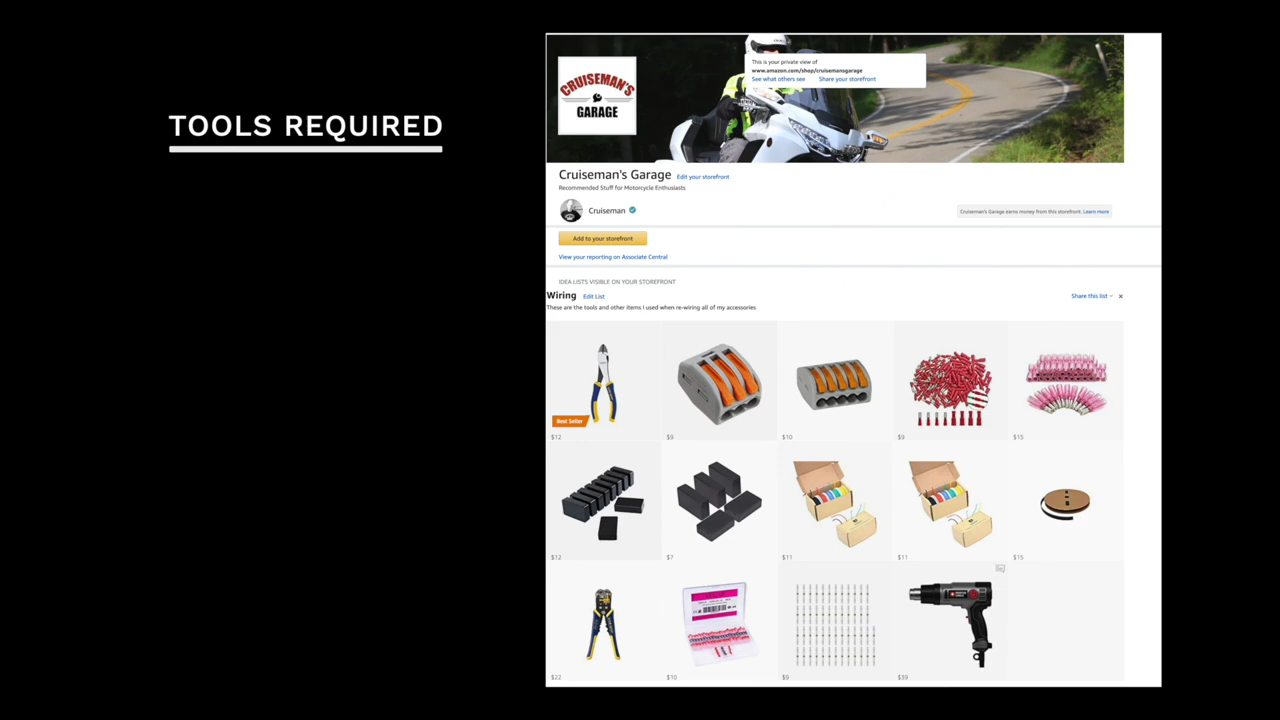 TOOLS REQUIRED
CRUISEMAN'S
GARAGE
This is your private view of
www.amazon.com/shop/cruisemansgarage
See what others see Share your storefront
Cruiseman's Garage Edit your storefront
Recommended Stuff for Motorcycle Enthusiasts
Cruiseman
Cruiseman's Garage earns money from this storefront. Learn more
Add to your storefront
View your reporting on Associate Central
IDEA LISTS VISIBLE ON YOUR STOREFRONT
Wiring Edit List Share this list
These are the tools and other items I used when re-wiring all of my accessories
Best Seller
$12 $9 $10 $9 $15
$12 $7 $11 $11 $15
$22 $10 $9 $39